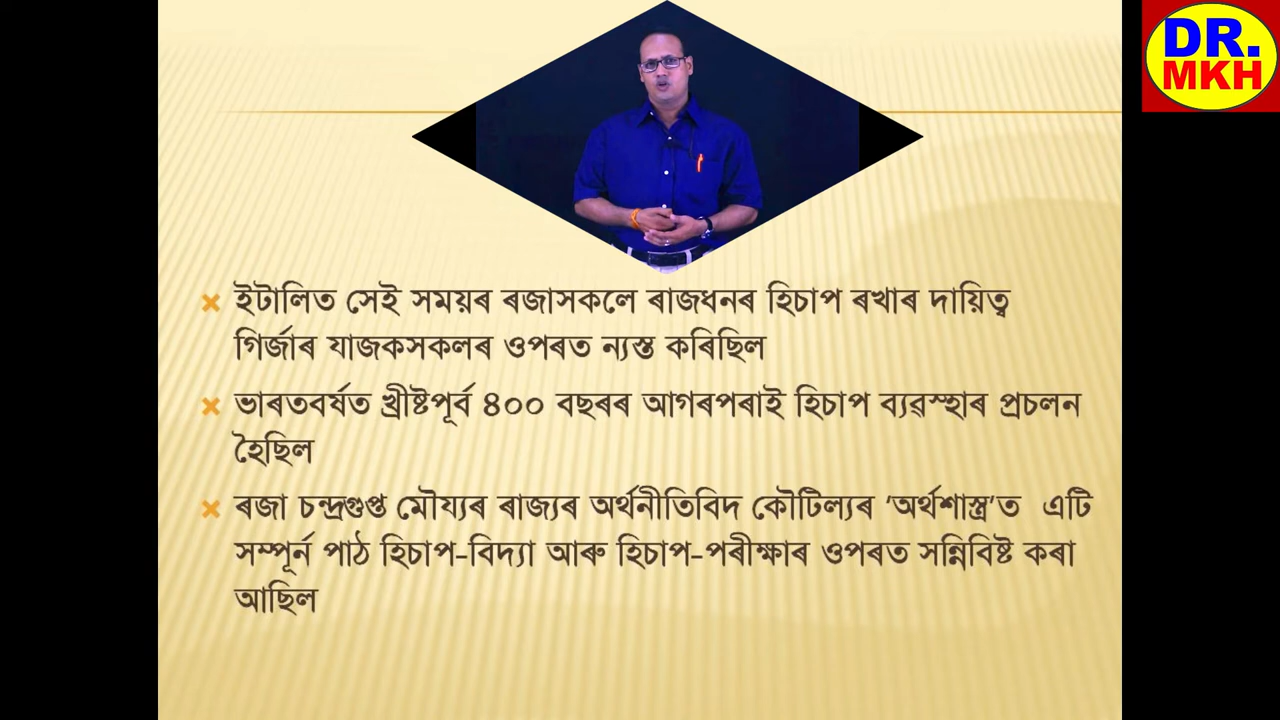 DR.
MKH
ইটালিত সেই সময়ৰ ৰজাসকলে ৰাজধনৰ হিচাপ ৰখাৰ দায়িত্ব
গিৰ্জাৰ যাজকসকলৰ ওপৰত ন্যস্ত কৰিছিল
ভাৰতবৰ্ষত খ্ৰীষ্টপূৰ্ব ৪০০ বছৰৰ আগৰপৰাই হিচাপ ব্যৱস্হাৰ প্ৰচলন
হৈছিল
ৰজা চন্দ্ৰগুপ্ত মৌয্যৰ ৰাজ্যৰ অৰ্থনীতিবিদ কৌটিল্যৰ ‘অৰ্থশাস্ত্ৰ’ত এটি
সম্পূৰ্ন পাঠ হিচাপ-বিদ্যা আৰু হিচাপ-পৰীক্ষাৰ ওপৰত সন্নিবিষ্ট কৰা
আছিল